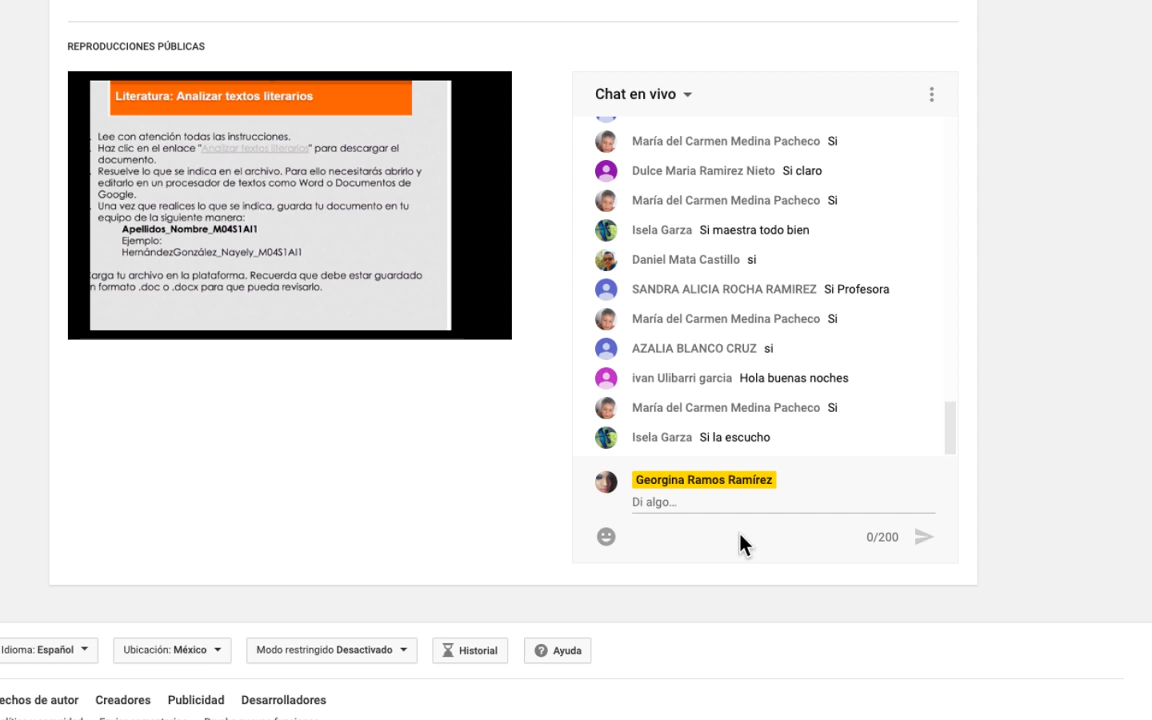 REPRODUCCIONES PÚBLICAS
Literatura: Analizar textos literarios
Lee con atención todas las instrucciones.
Haz clic en el enlace "Analizar textos literarios" para descargar el
documento.
Resuelve lo que se indica en el archivo. Para ello necesitarás abrirlo y
editarlo en un procesador de textos como Word o Documentos de
Google.
Una vez que realices lo que se indica, guarda tu documento en tu
equipo de la siguiente manera:
Apellidos_Nombre_M04S1AI1
Ejemplo:
HernándezGonzález_Nayely_M04S1AI1
arga tu archivo en la plataforma. Recuerda que debe estar guardado
n formato .doc o .docx para que pueda revisarlo.
Chat en vivo
María del Carmen Medina Pacheco Si
Dulce Maria Ramirez Nieto Si claro
María del Carmen Medina Pacheco Si
Isela Garza Si maestra todo bien
Daniel Mata Castillo si
SANDRA ALICIA ROCHA RAMIREZ Si Profesora
María del Carmen Medina Pacheco Si
AZALIA BLANCO CRUZ si
ivan Ulibarri garcia Hola buenas noches
María del Carmen Medina Pacheco Si
Isela Garza Si la escucho
Georgina Ramos Ramírez
Di algo...
0/200
Idioma: Español Ubicación: México Modo restringido Desactivado Historial Ayuda
echos de autor Creadores Publicidad Desarrolladores